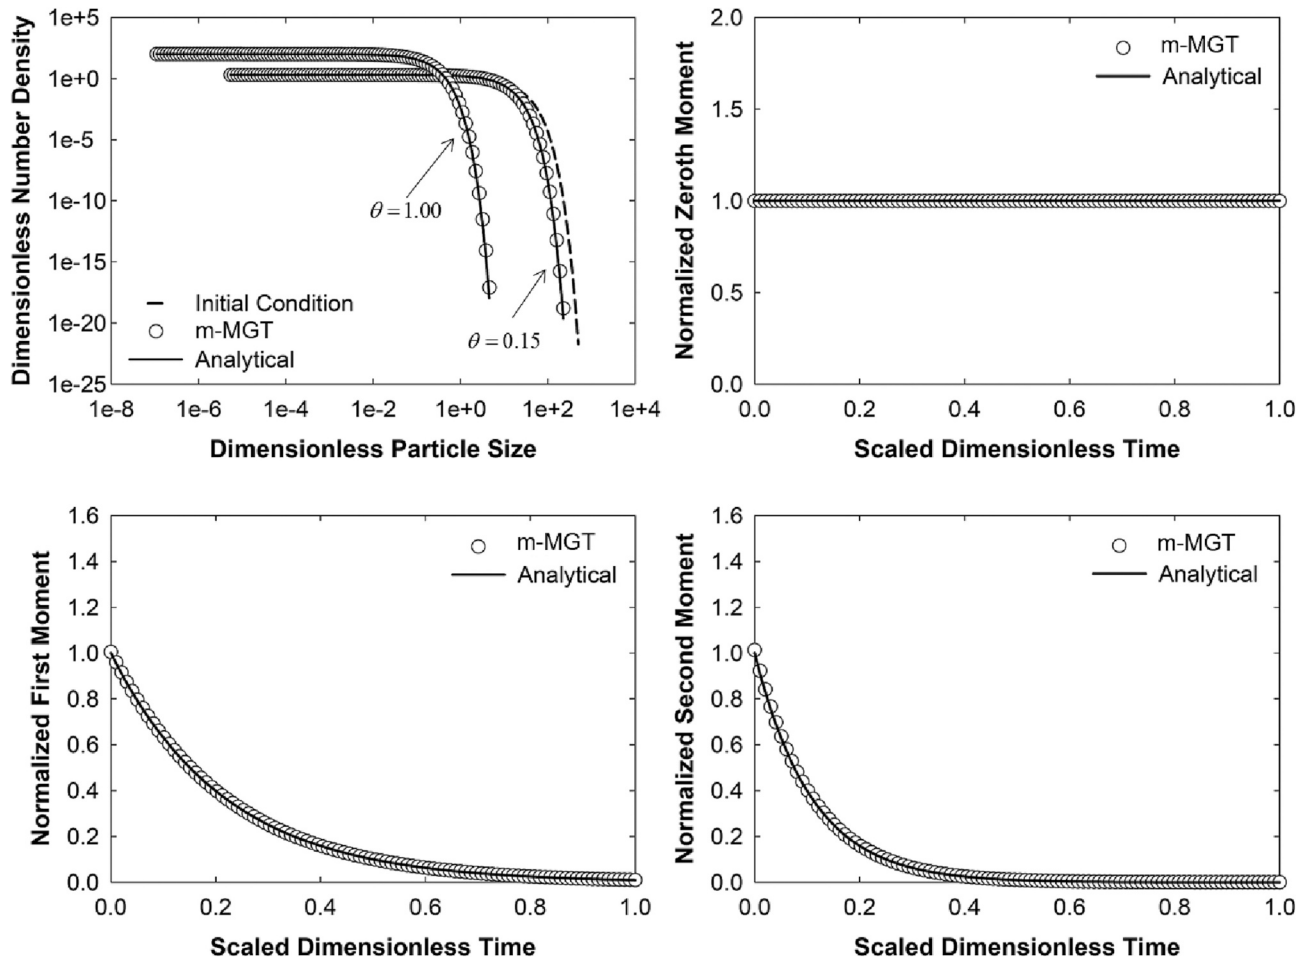 Dimensionless Number Density
1e+5
1e+0
1e-5
1e-10
1e-15
1e-20
1e-25
θ = 1.00
θ = 0.15
Initial Condition
m-MGT
Analytical
1e-8 1e-6 1e-4 1e-2 1e+0 1e+2 1e+4
Dimensionless Particle Size
Normalized Zeroth Moment
2.0
1.5
1.0
0.5
0.0
m-MGT
Analytical
0.0 0.2 0.4 0.6 0.8 1.0
Scaled Dimensionless Time
Normalized First Moment
1.6
1.4
1.2
1.0
0.8
0.6
0.4
0.2
0.0
m-MGT
Analytical
0.0 0.2 0.4 0.6 0.8 1.0
Scaled Dimensionless Time
Normalized Second Moment
1.6
1.4
1.2
1.0
0.8
0.6
0.4
0.2
0.0
m-MGT
Analytical
0.0 0.2 0.4 0.6 0.8 1.0
Scaled Dimensionless Time